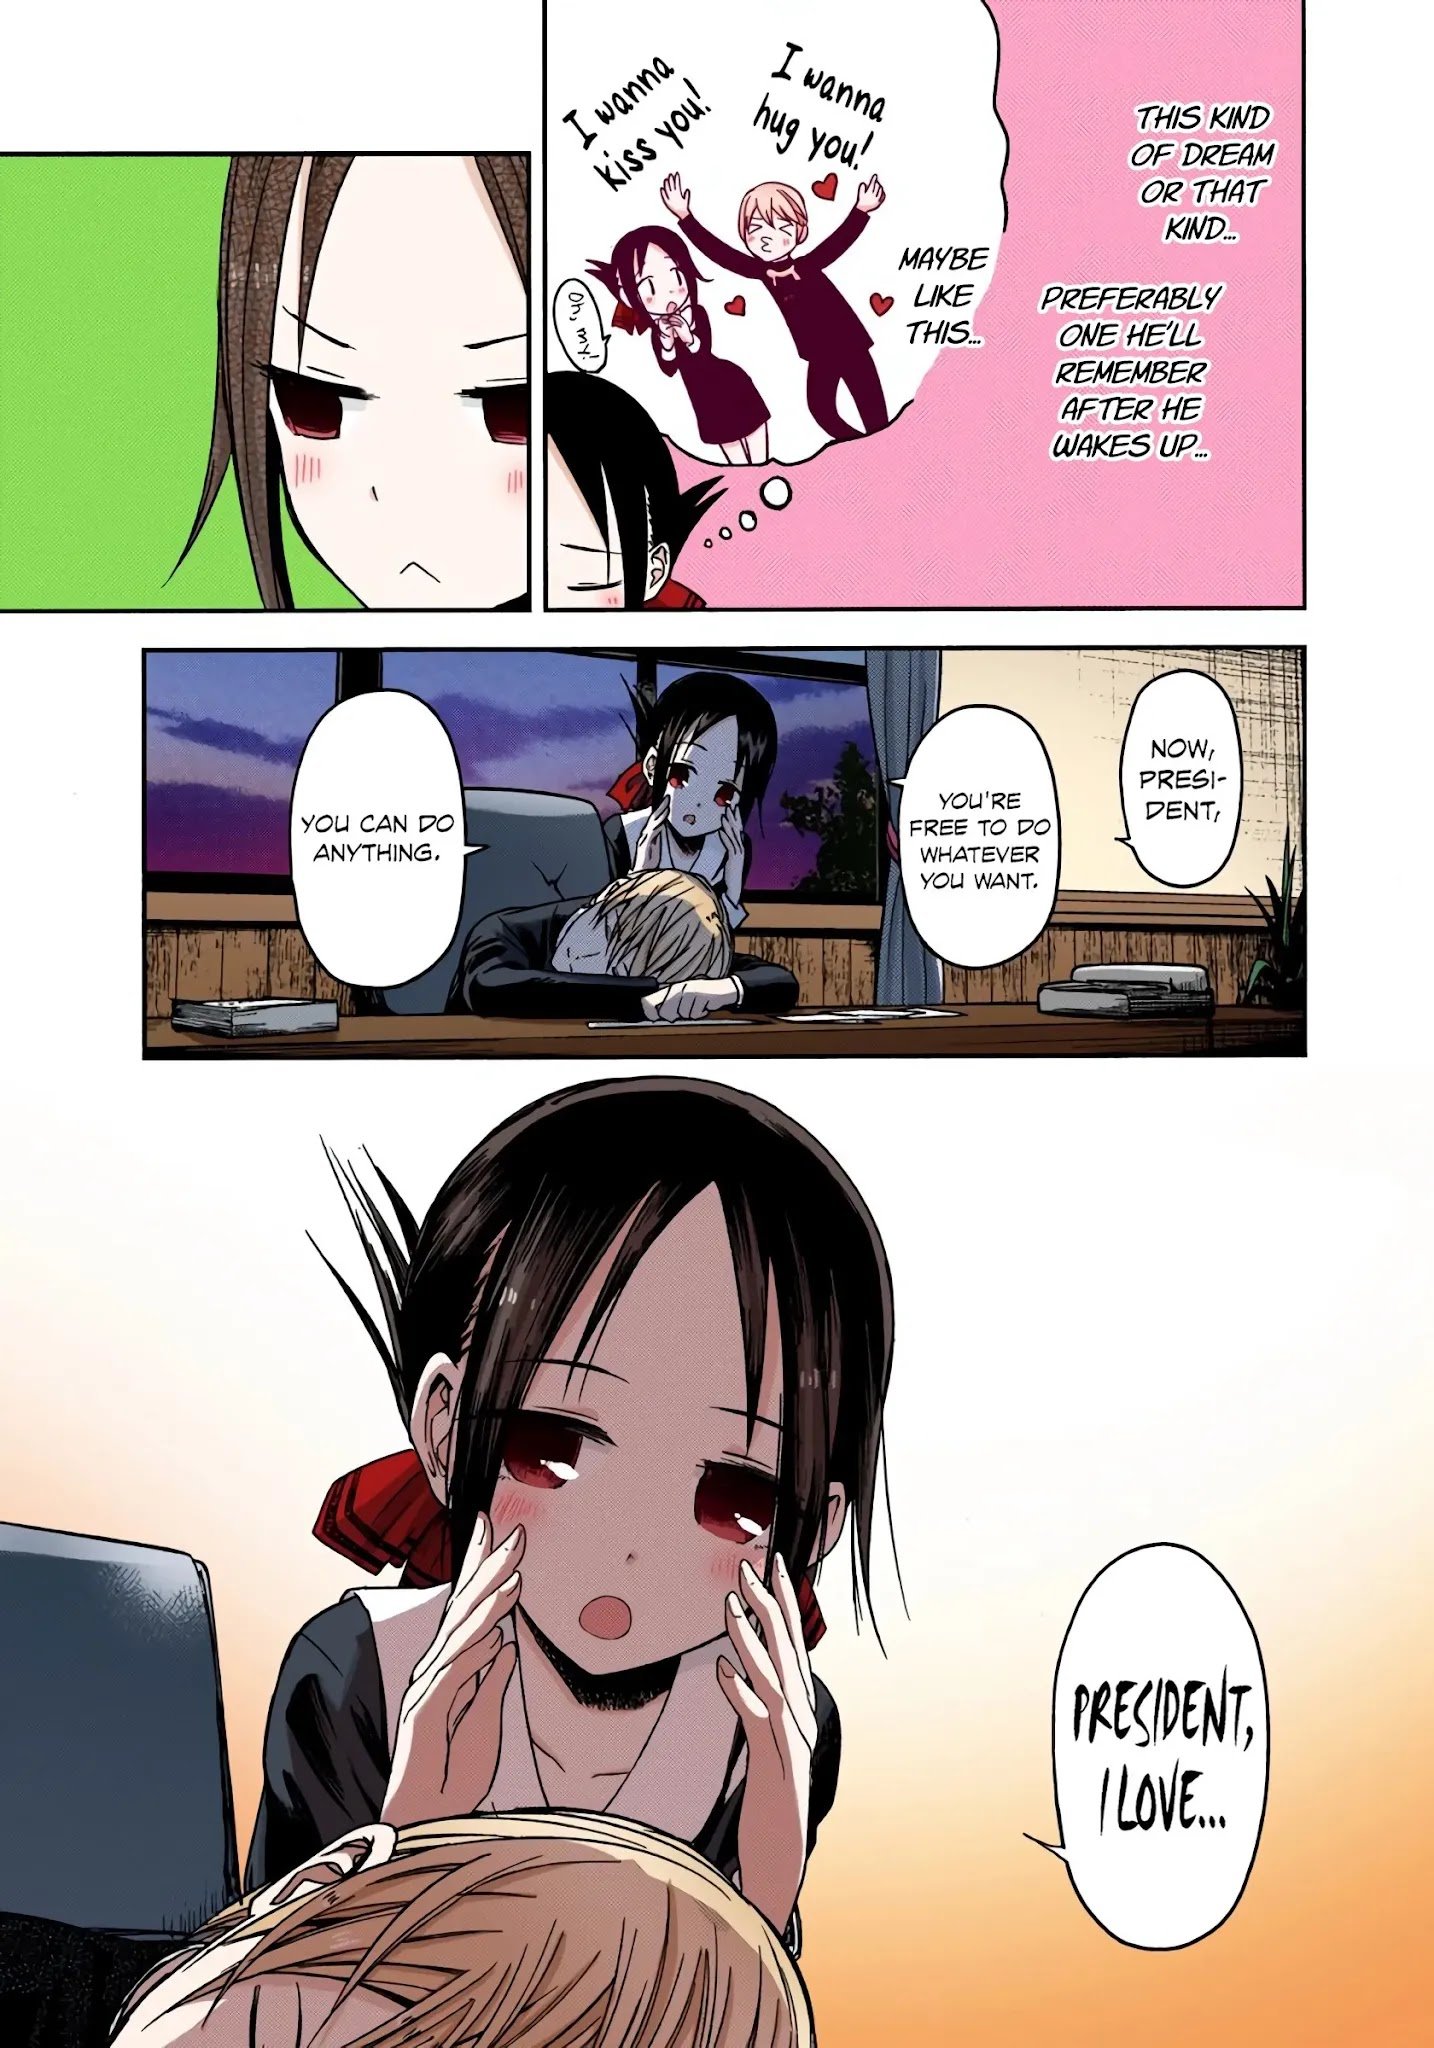 THIS KIND
OF DREAM
OR THAT
KIND...
PREFERABLY
ONE HE'LL
REMEMBER
AFTER HE
WAKES UP...
MAYBE
LIKE
THIS...
I wanna
hug you!
I wanna
kiss you!
Oh, my!
NOW,
PRESI-
DENT,
YOU'RE
FREE TO DO
WHATEVER
YOU WANT.
YOU CAN DO
ANYTHING.
PRESIDENT,
I LOVE...